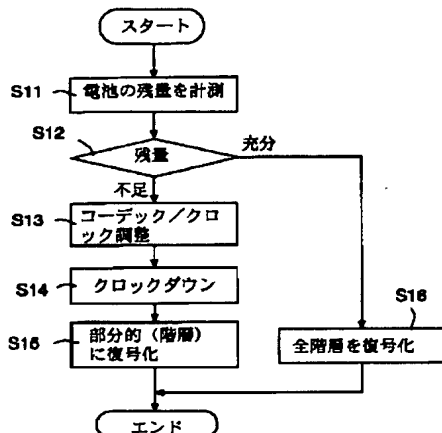 スタート
S11
電池の残量を計測
S12
残量
充分
不足
S13
コーデック／クロ
ック調整
S14
クロックダウン
S15
部分的（階層）
に復号化
S16
全階層を復号化
エンド